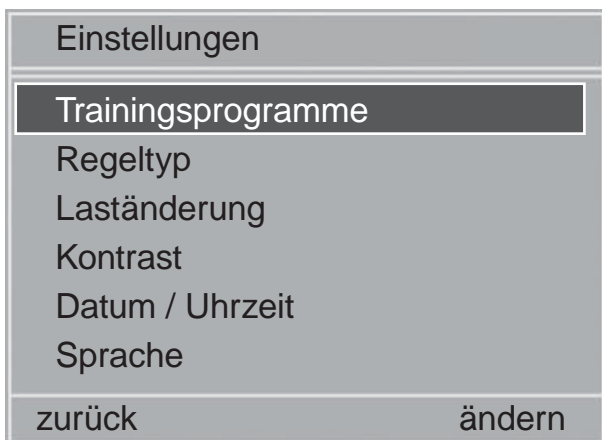 Einstellungen
Trainingsprogramme
Regeltyp
Laständerung
Kontrast
Datum / Uhrzeit
Sprache
zurück ändern